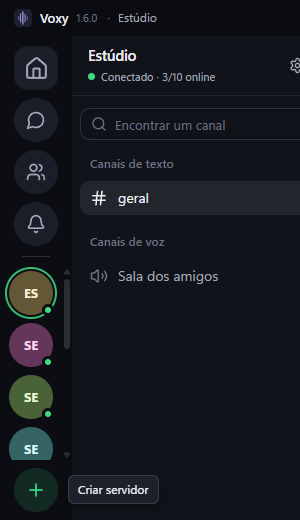 Voxy 1.6.0 · Estúdio
Estúdio
Conectado · 3/10 online
Encontrar um canal
Canais de texto
# geral
Canais de voz
Sala dos amigos
ES
SE
SE
SE
+
Criar servidor